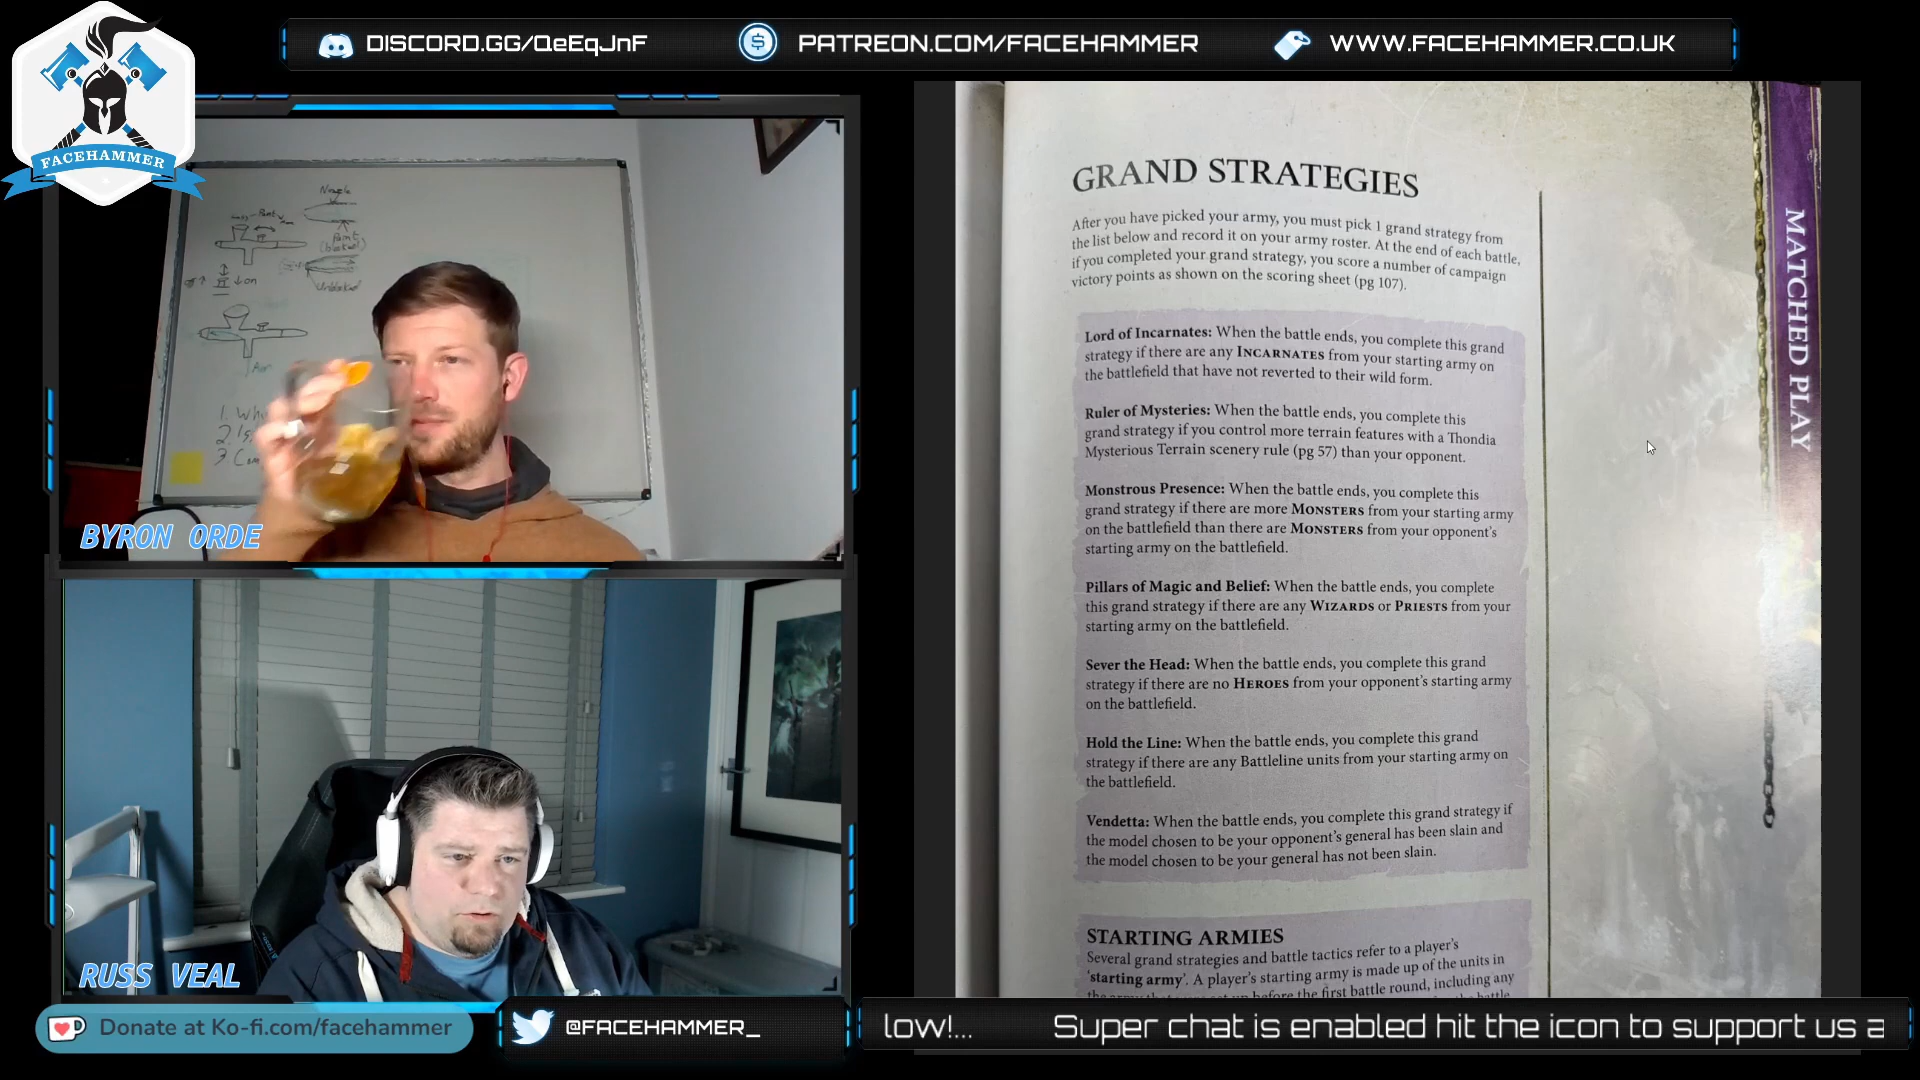 DISCORD.GG/QeEqJnF
PATREON.COM/FACEHAMMER
WWW.FACEHAMMER.CO.UK
FACEHAMMER
Needle
Paint
(blocked)
Unblocked
on
Air
1.
2.
3
BYRON ORDE
RUSS VEAL
GRAND STRATEGIES
After you have picked your army, you must pick 1 grand strategy from
the list below and record it on your army roster. At the end of each battle,
if you completed your grand strategy, you score a number of campaign
victory points as shown on the scoring sheet (pg 107).
Lord of Incarnates: When the battle ends, you complete this grand
strategy if there are any INCARNATES from your starting army on
the battlefield that have not reverted to their wild form.
Ruler of Mysteries: When the battle ends, you complete this
grand strategy if you control more terrain features with a Thondia
Mysterious Terrain scenery rule (pg 57) than your opponent.
Monstrous Presence: When the battle ends, you complete this
grand strategy if there are more MONSTERS from your starting army
on the battlefield than there are MONSTERS from your opponent's
starting army on the battlefield.
Pillars of Magic and Belief: When the battle ends, you complete
this grand strategy if there are any WIZARDS or PRIESTS from your
starting army on the battlefield.
Sever the Head: When the battle ends, you complete this grand
strategy if there are no HEROES from your opponent's starting army
on the battlefield.
Hold the Line: When the battle ends, you complete this grand
strategy if there are any Battleline units from your starting army on
the battlefield.
Vendetta: When the battle ends, you complete this grand strategy if
the model chosen to be your opponent's general has been slain and
the model chosen to be your general has not been slain.
STARTING ARMIES
Several grand strategies and battle tactics refer to a player's
'starting army'. A player's starting army is made up of the units in
before the first battle round, including any
MATCHED PLAY
Donate at Ko-fi.com/facehammer
@FACEHAMMER_
low!... Super chat is enabled hit the icon to support us a